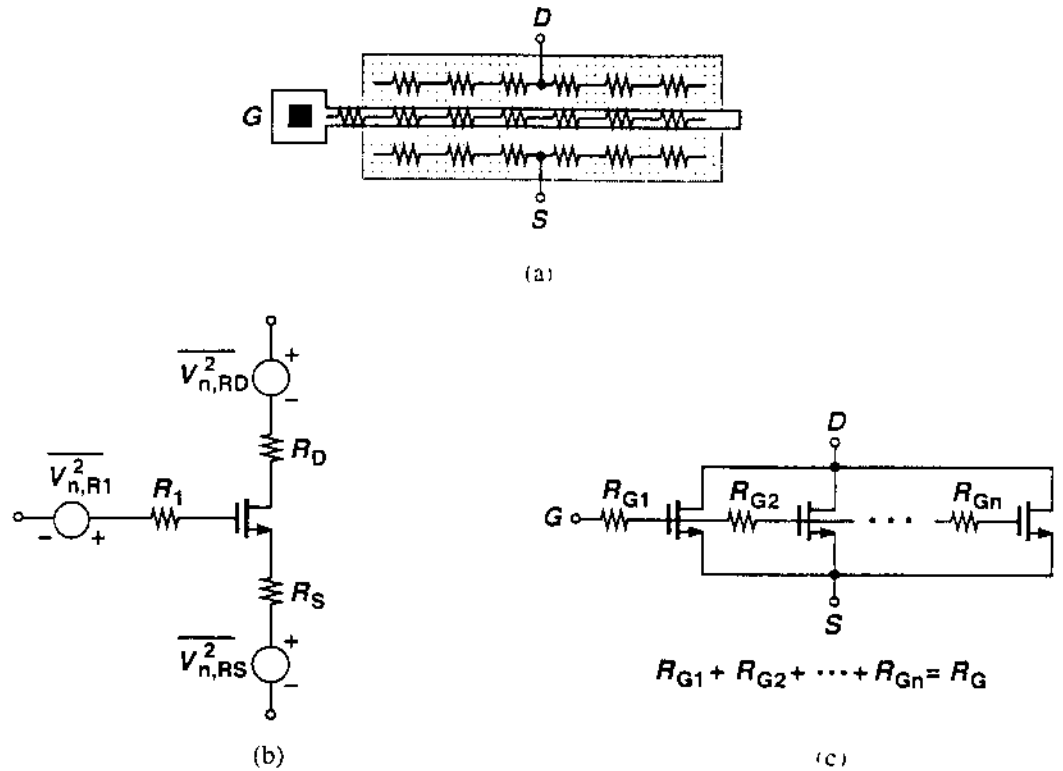 D
G
S
(a)
V²n,RD
+
−
RD
V²n,R1
R1
−
+
RS
V²n,RS
+
−
(b)
D
G
RG1
RG2
···
RGn
S
RG1 + RG2 + ··· + RGn = RG
(c)